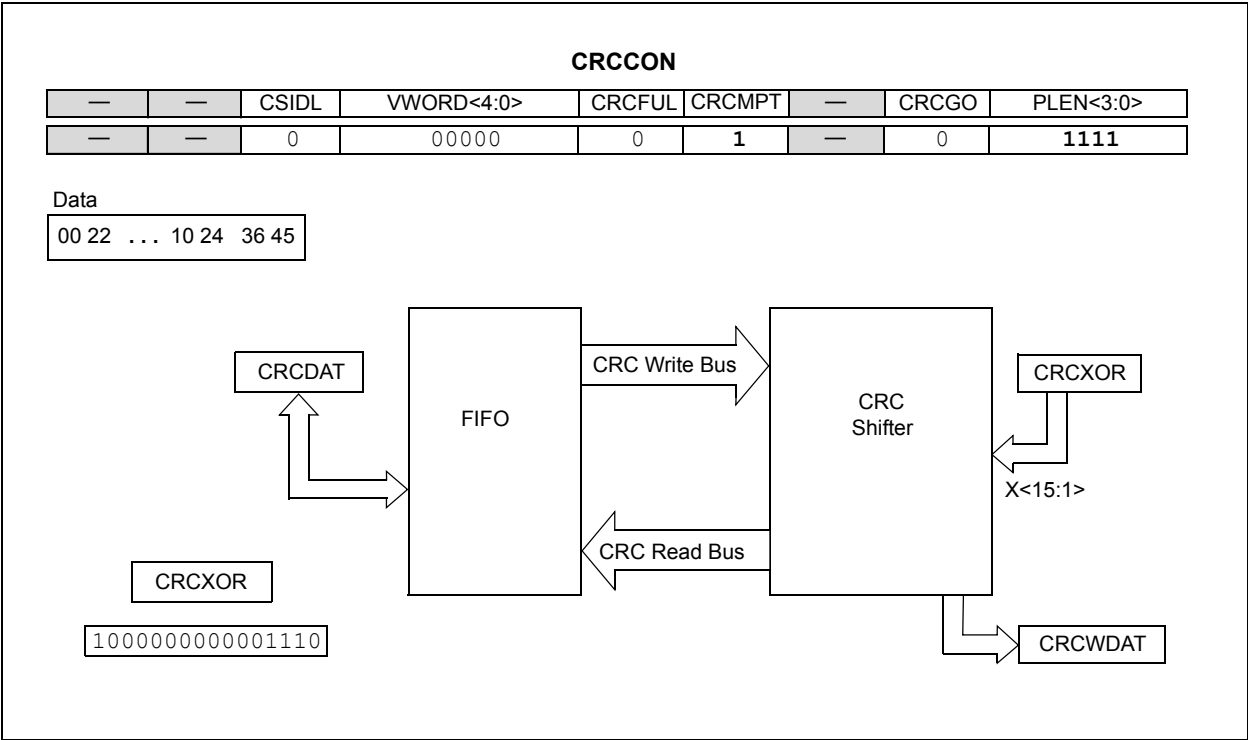 CRCCON
— — CSIDL VWORD<4:0> CRCFUL CRCMPT — CRCGO PLEN<3:0>
— — 0 00000 0 1 — 0 1111
Data
00 22 ... 10 24 36 45
CRCDAT
FIFO
CRC Write Bus
CRC
Shifter
CRCXOR
X<15:1>
CRC Read Bus
CRCXOR
1000000000001110
CRCWDAT